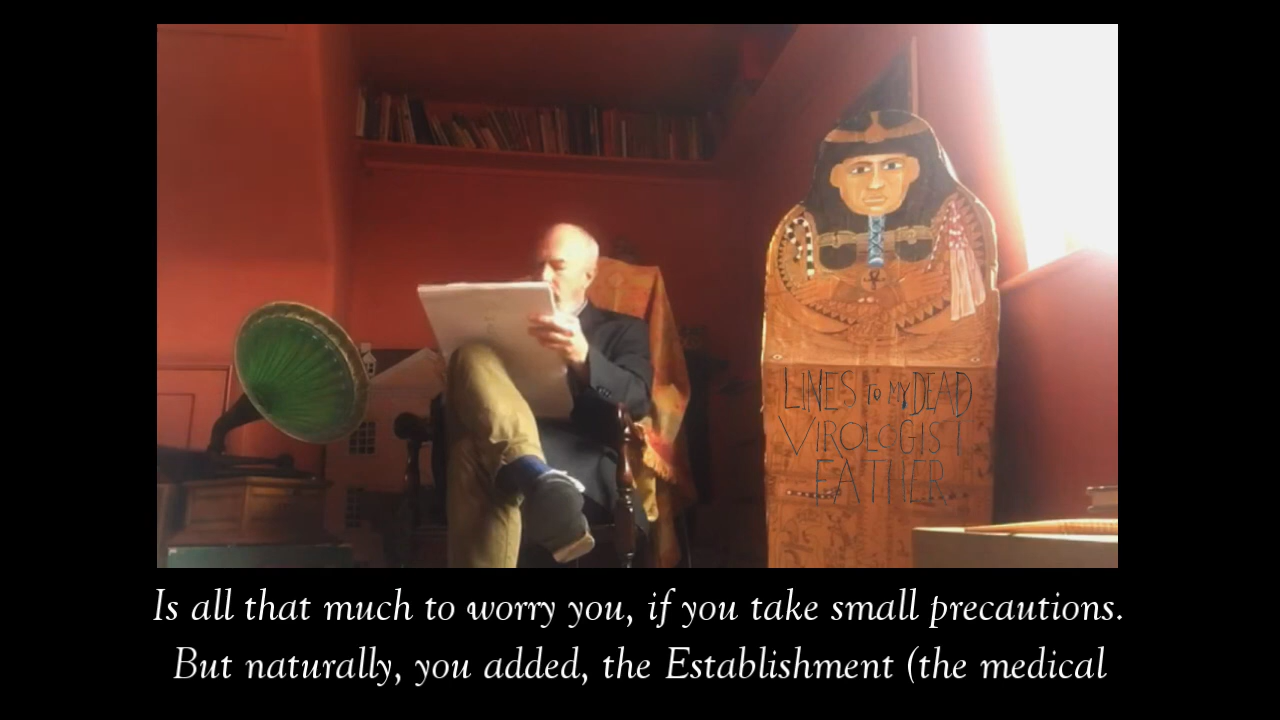 LINES TO MY DEAD
VIROLOGIST
FATHER
Is all that much to worry you, if you take small precautions.
But naturally, you added, the Establishment (the medical